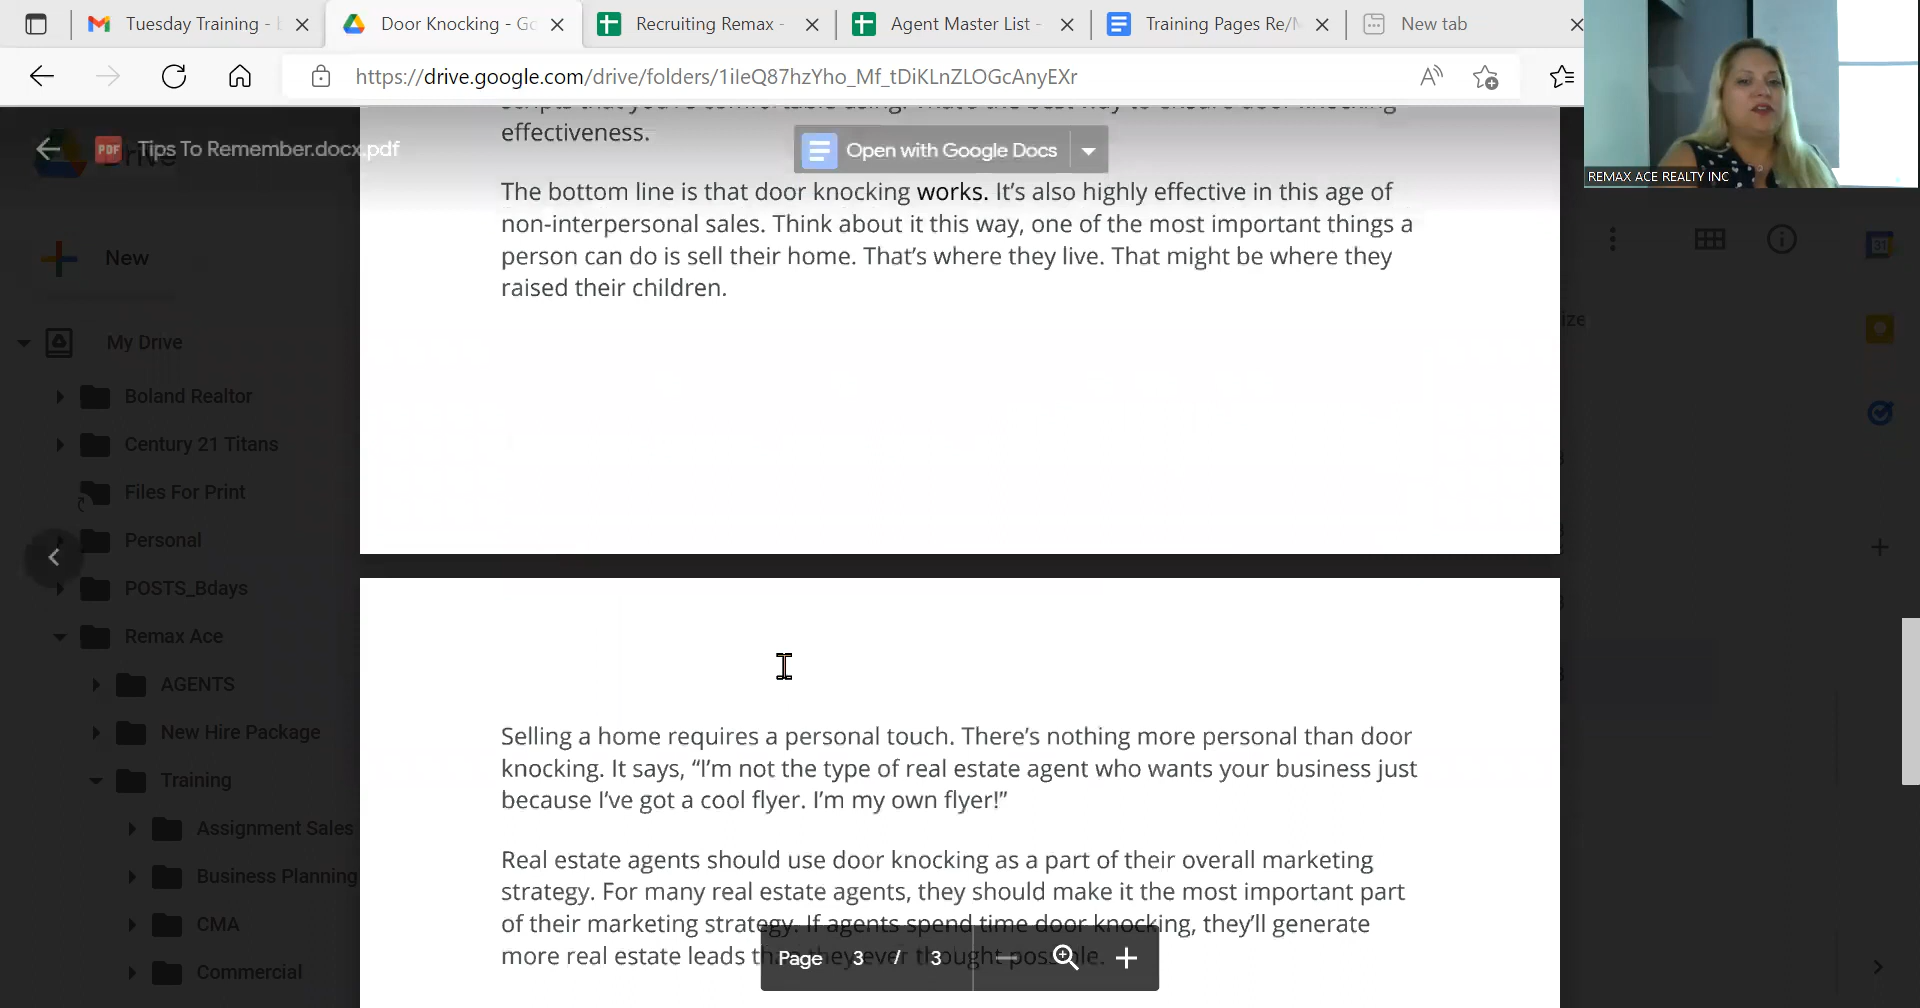 Tuesday Training -
Door Knocking - Go
Recruiting Remax -
Agent Master List -
Training Pages Re/M
New tab
https://drive.google.com/drive/folders/1iIeQ87hzYho_Mf_tDiKLnZLOGcAnyEXr
REMAX ACE REALTY INC
PDF
Tips To Remember.docx.pdf
Open with Google Docs
effectiveness.
The bottom line is that door knocking works. It's also highly effective in this age of
non-interpersonal sales. Think about it this way, one of the most important things a
person can do is sell their home. That's where they live. That might be where they
raised their children.
New
31
My Drive
Boland Realtor
Century 21 Titans
Files For Print
Personal
POSTS_Bdays
Remax Ace
AGENTS
New Hire Package
Training
Assignment Sales
Business Planning
CMA
Commercial
Selling a home requires a personal touch. There's nothing more personal than door
knocking. It says, “I'm not the type of real estate agent who wants your business just
because I've got a cool flyer. I'm my own flyer!”
Real estate agents should use door knocking as a part of their overall marketing
strategy. For many real estate agents, they should make it the most important part
of their marketing strategy. If agents spend time door knocking, they'll generate
more real estate leads than they ever thought possible.
Page 3 / 3